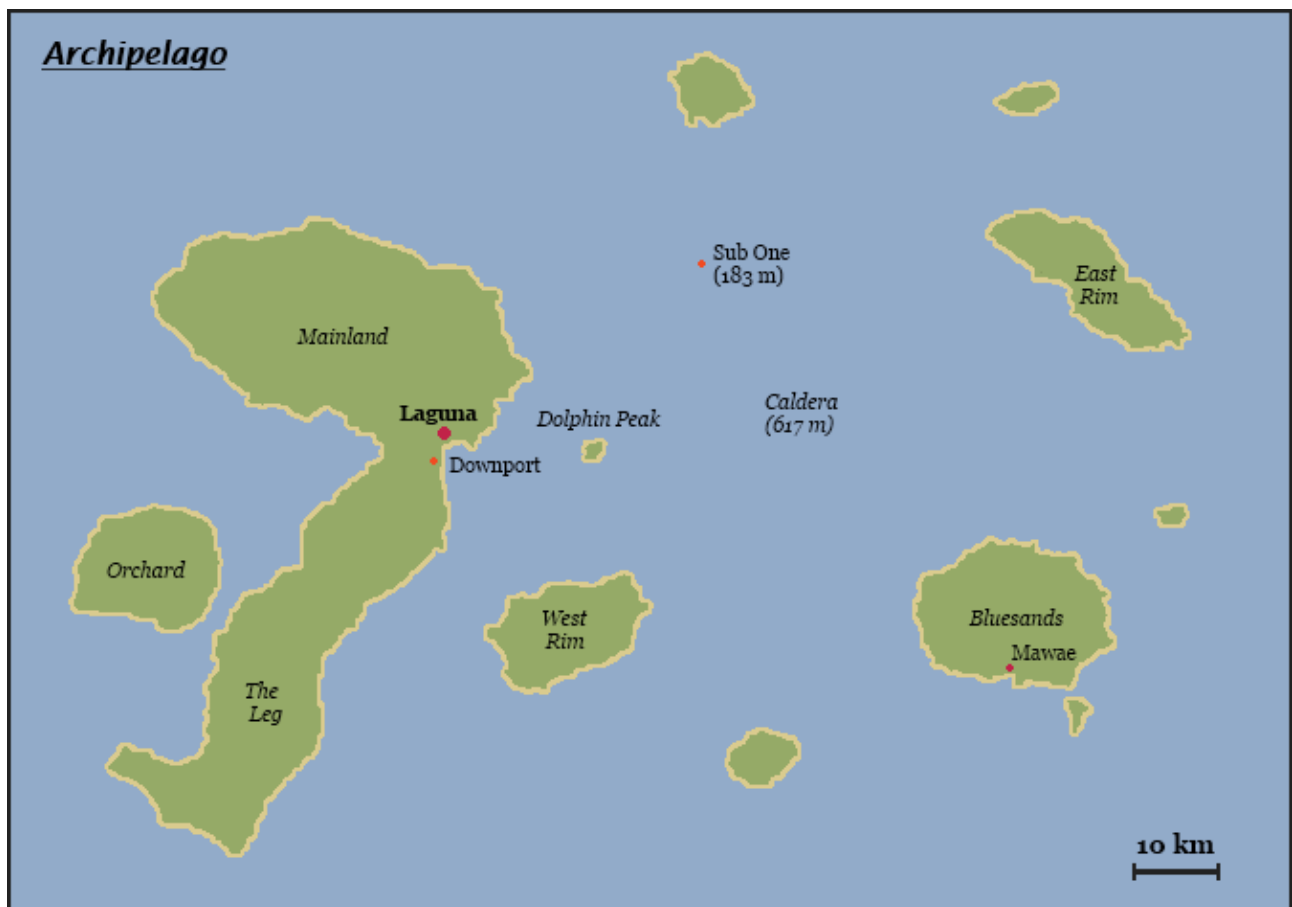 Archipelago
Sub One
(183 m)
East
Rim
Mainland
Caldera
(617 m)
Laguna
Dolphin Peak
Downport
Orchard
West
Rim
Bluesands
Mawae
The
Leg
10 km